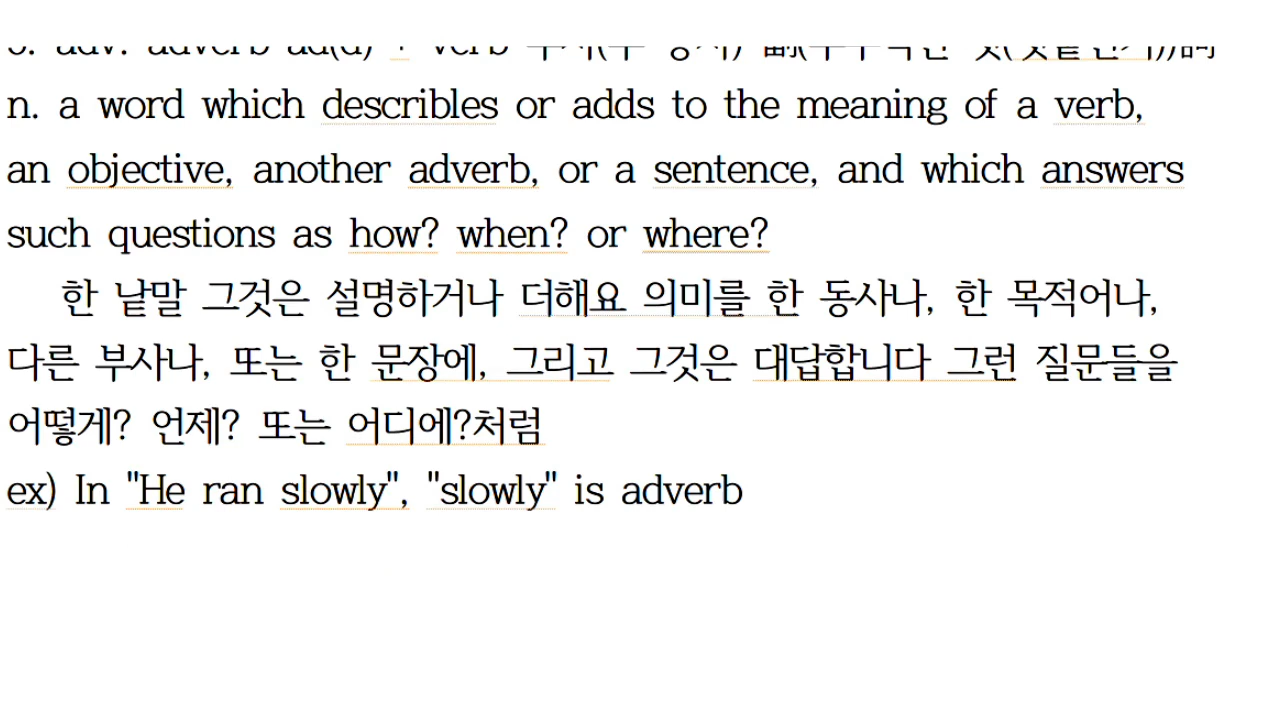 adv. adverb ad(d) + verb
n. a word which describles or adds to the meaning of a verb,
an objective, another adverb, or a sentence, and which answers
such questions as how? when? or where?
한 낱말 그것은 설명하거나 더해요 의미를 한 동사나, 한 목적어나,
다른 부사나, 또는 한 문장에, 그리고 그것은 대답합니다 그런 질문들을
어떻게? 언제? 또는 어디에?처럼
ex) In "He ran slowly", "slowly" is adverb